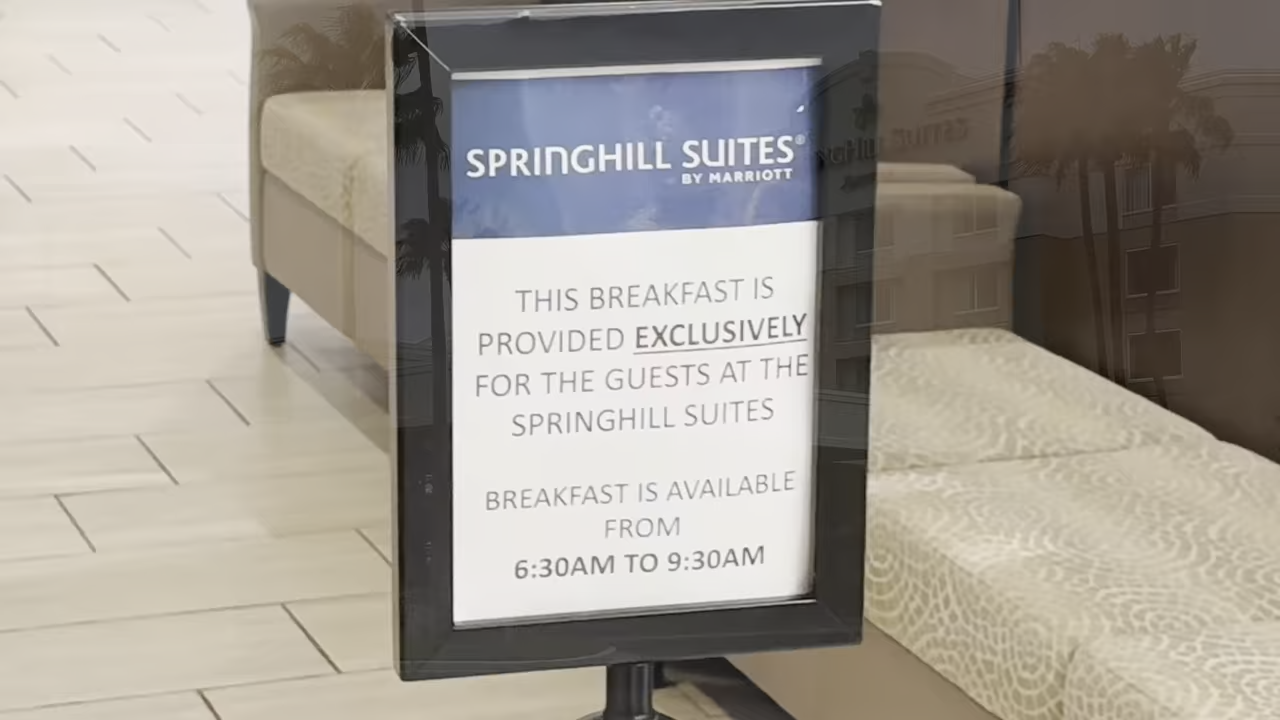 SPRINGHILL SUITES®
BY MARRIOTT
THIS BREAKFAST IS
PROVIDED EXCLUSIVELY
FOR THE GUESTS AT THE
SPRINGHILL SUITES
BREAKFAST IS AVAILABLE
FROM
6:30AM TO 9:30AM